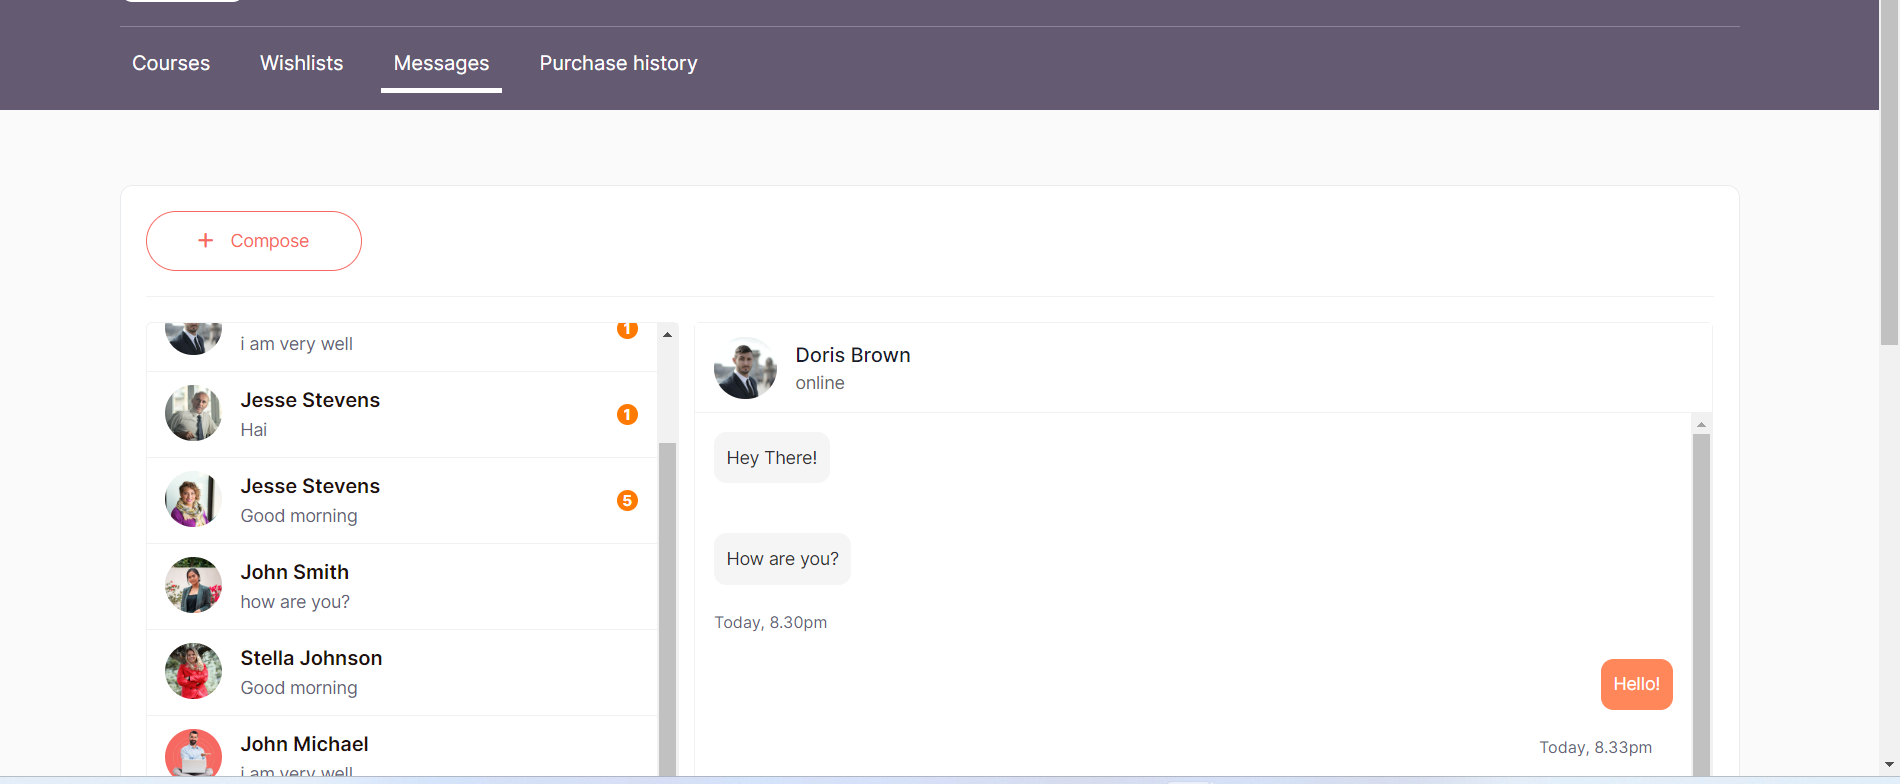 Courses
Wishlists
Messages
Purchase history
+ Compose
i am very well
1
Jesse Stevens
Hai
1
Jesse Stevens
Good morning
5
John Smith
how are you?
Stella Johnson
Good morning
John Michael
i am very well
Doris Brown
online
Hey There!
How are you?
Today, 8.30pm
Hello!
Today, 8.33pm